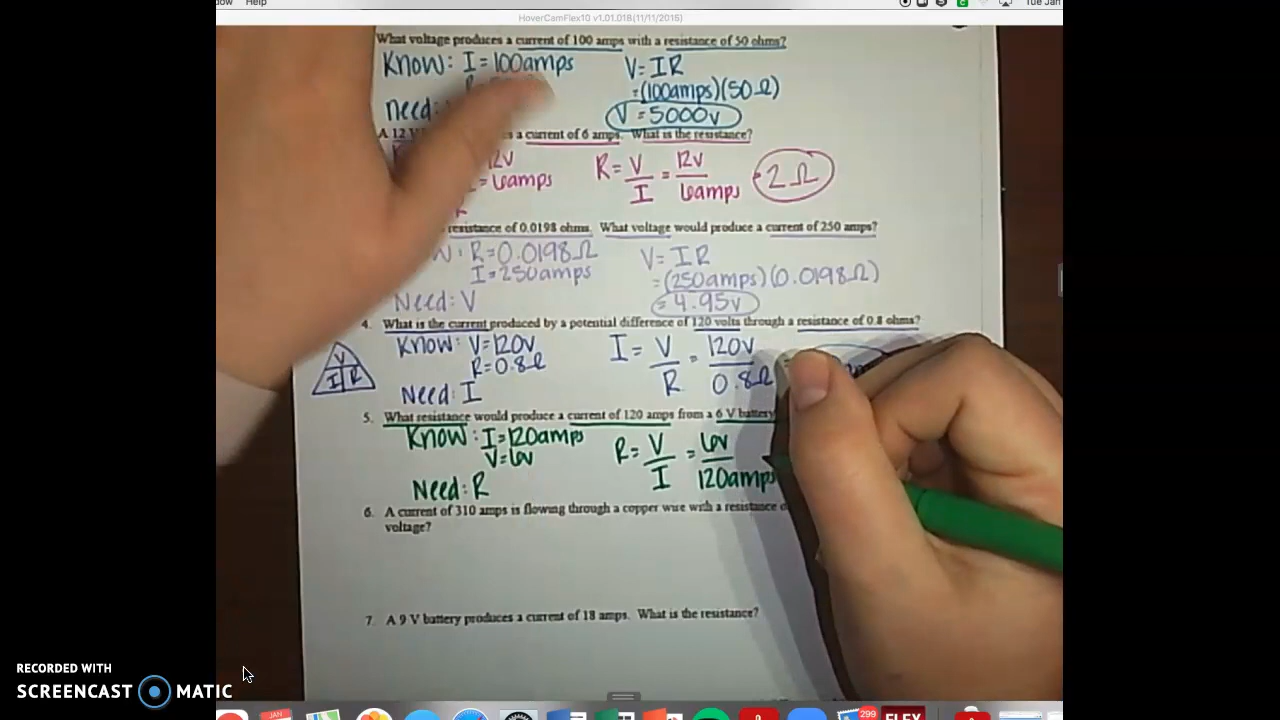 Help
Tue Jan
HoverCamFlex10 v1.01.018(11/11/2015)
What voltage produces a current of 100 amps with a resistance of 50 ohms?
Know: I = 100amps V = IR
= (100amps)(50Ω)
need: V = 5000v
A 12 V a current of 6 amps. What is the resistance?
12v R = V/I = 12v/6amps = 2Ω
= 6amps
R
resistance of 0.0198 ohms. What voltage would produce a current of 250 amps?
R = 0.0198Ω V = IR
I = 250amps = (250amps)(0.0198Ω)
Need: V = 4.95v
4. What is the current produced by a potential difference of 120 volts through a resistance of 0.8 ohms?
V
I R
Know: V = 120v I = V/R = 120v/0.8Ω =
R = 0.8Ω
Need: I
5. What resistance would produce a current of 120 amps from a 6 V battery
Know: I = 120amps R = V/I = 6v/120amps
V = 6v
Need: R
6. A current of 310 amps is flowing through a copper wire with a resistance
voltage?
7. A 9 V battery produces a current of 18 amps. What is the resistance?
RECORDED WITH
SCREENCAST MATIC
JAN
299
FLEX